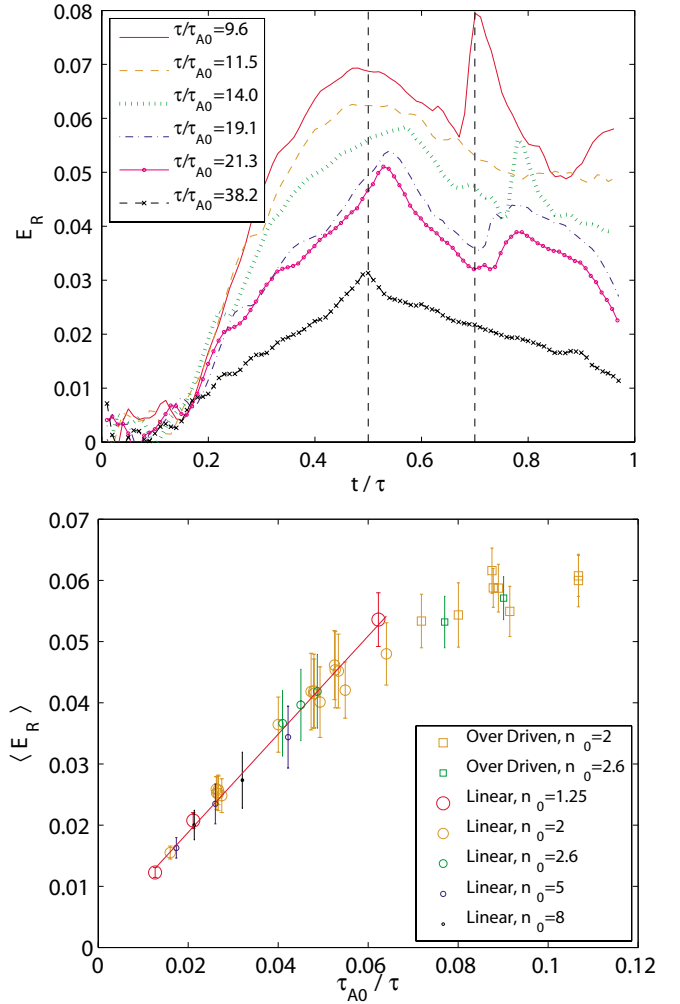 0.08
0.07
0.06
0.05
0.04
0.03
0.02
0.01
0
E_R
τ/τ_A0=9.6
τ/τ_A0=11.5
τ/τ_A0=14.0
τ/τ_A0=19.1
τ/τ_A0=21.3
τ/τ_A0=38.2
0 0.2 0.4 0.6 0.8 1
t / τ
0.07
0.06
0.05
0.04
0.03
0.02
0.01
0
⟨ E_R ⟩
Over Driven, n_0=2
Over Driven, n_0=2.6
Linear, n_0=1.25
Linear, n_0=2
Linear, n_0=2.6
Linear, n_0=5
Linear, n_0=8
0 0.02 0.04 0.06 0.08 0.1 0.12
τ_A0 / τ